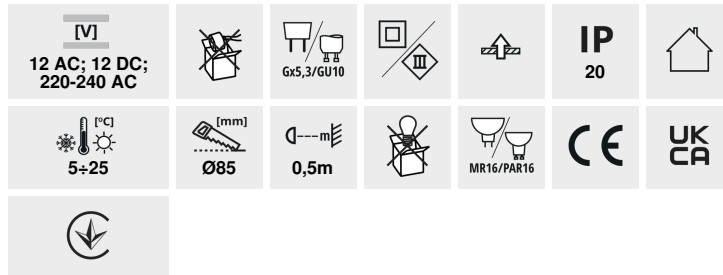 [V]
12 AC; 12 DC;
220-240 AC
Gx5,3/GU10
III
IP
20
[°C]
5÷25
[mm]
Ø85
m
0,5m
MR16/PAR16
CE
UK
CA